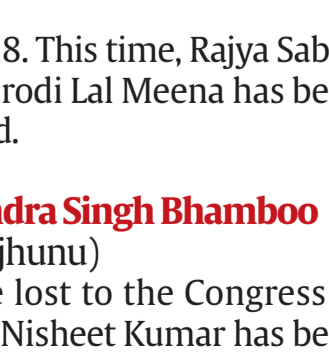 8. This time, Rajya Sab
rodi Lal Meena has be
d.
ndra Singh Bhamboo
jhunu)
e lost to the Congress
Nisheet Kumar has be